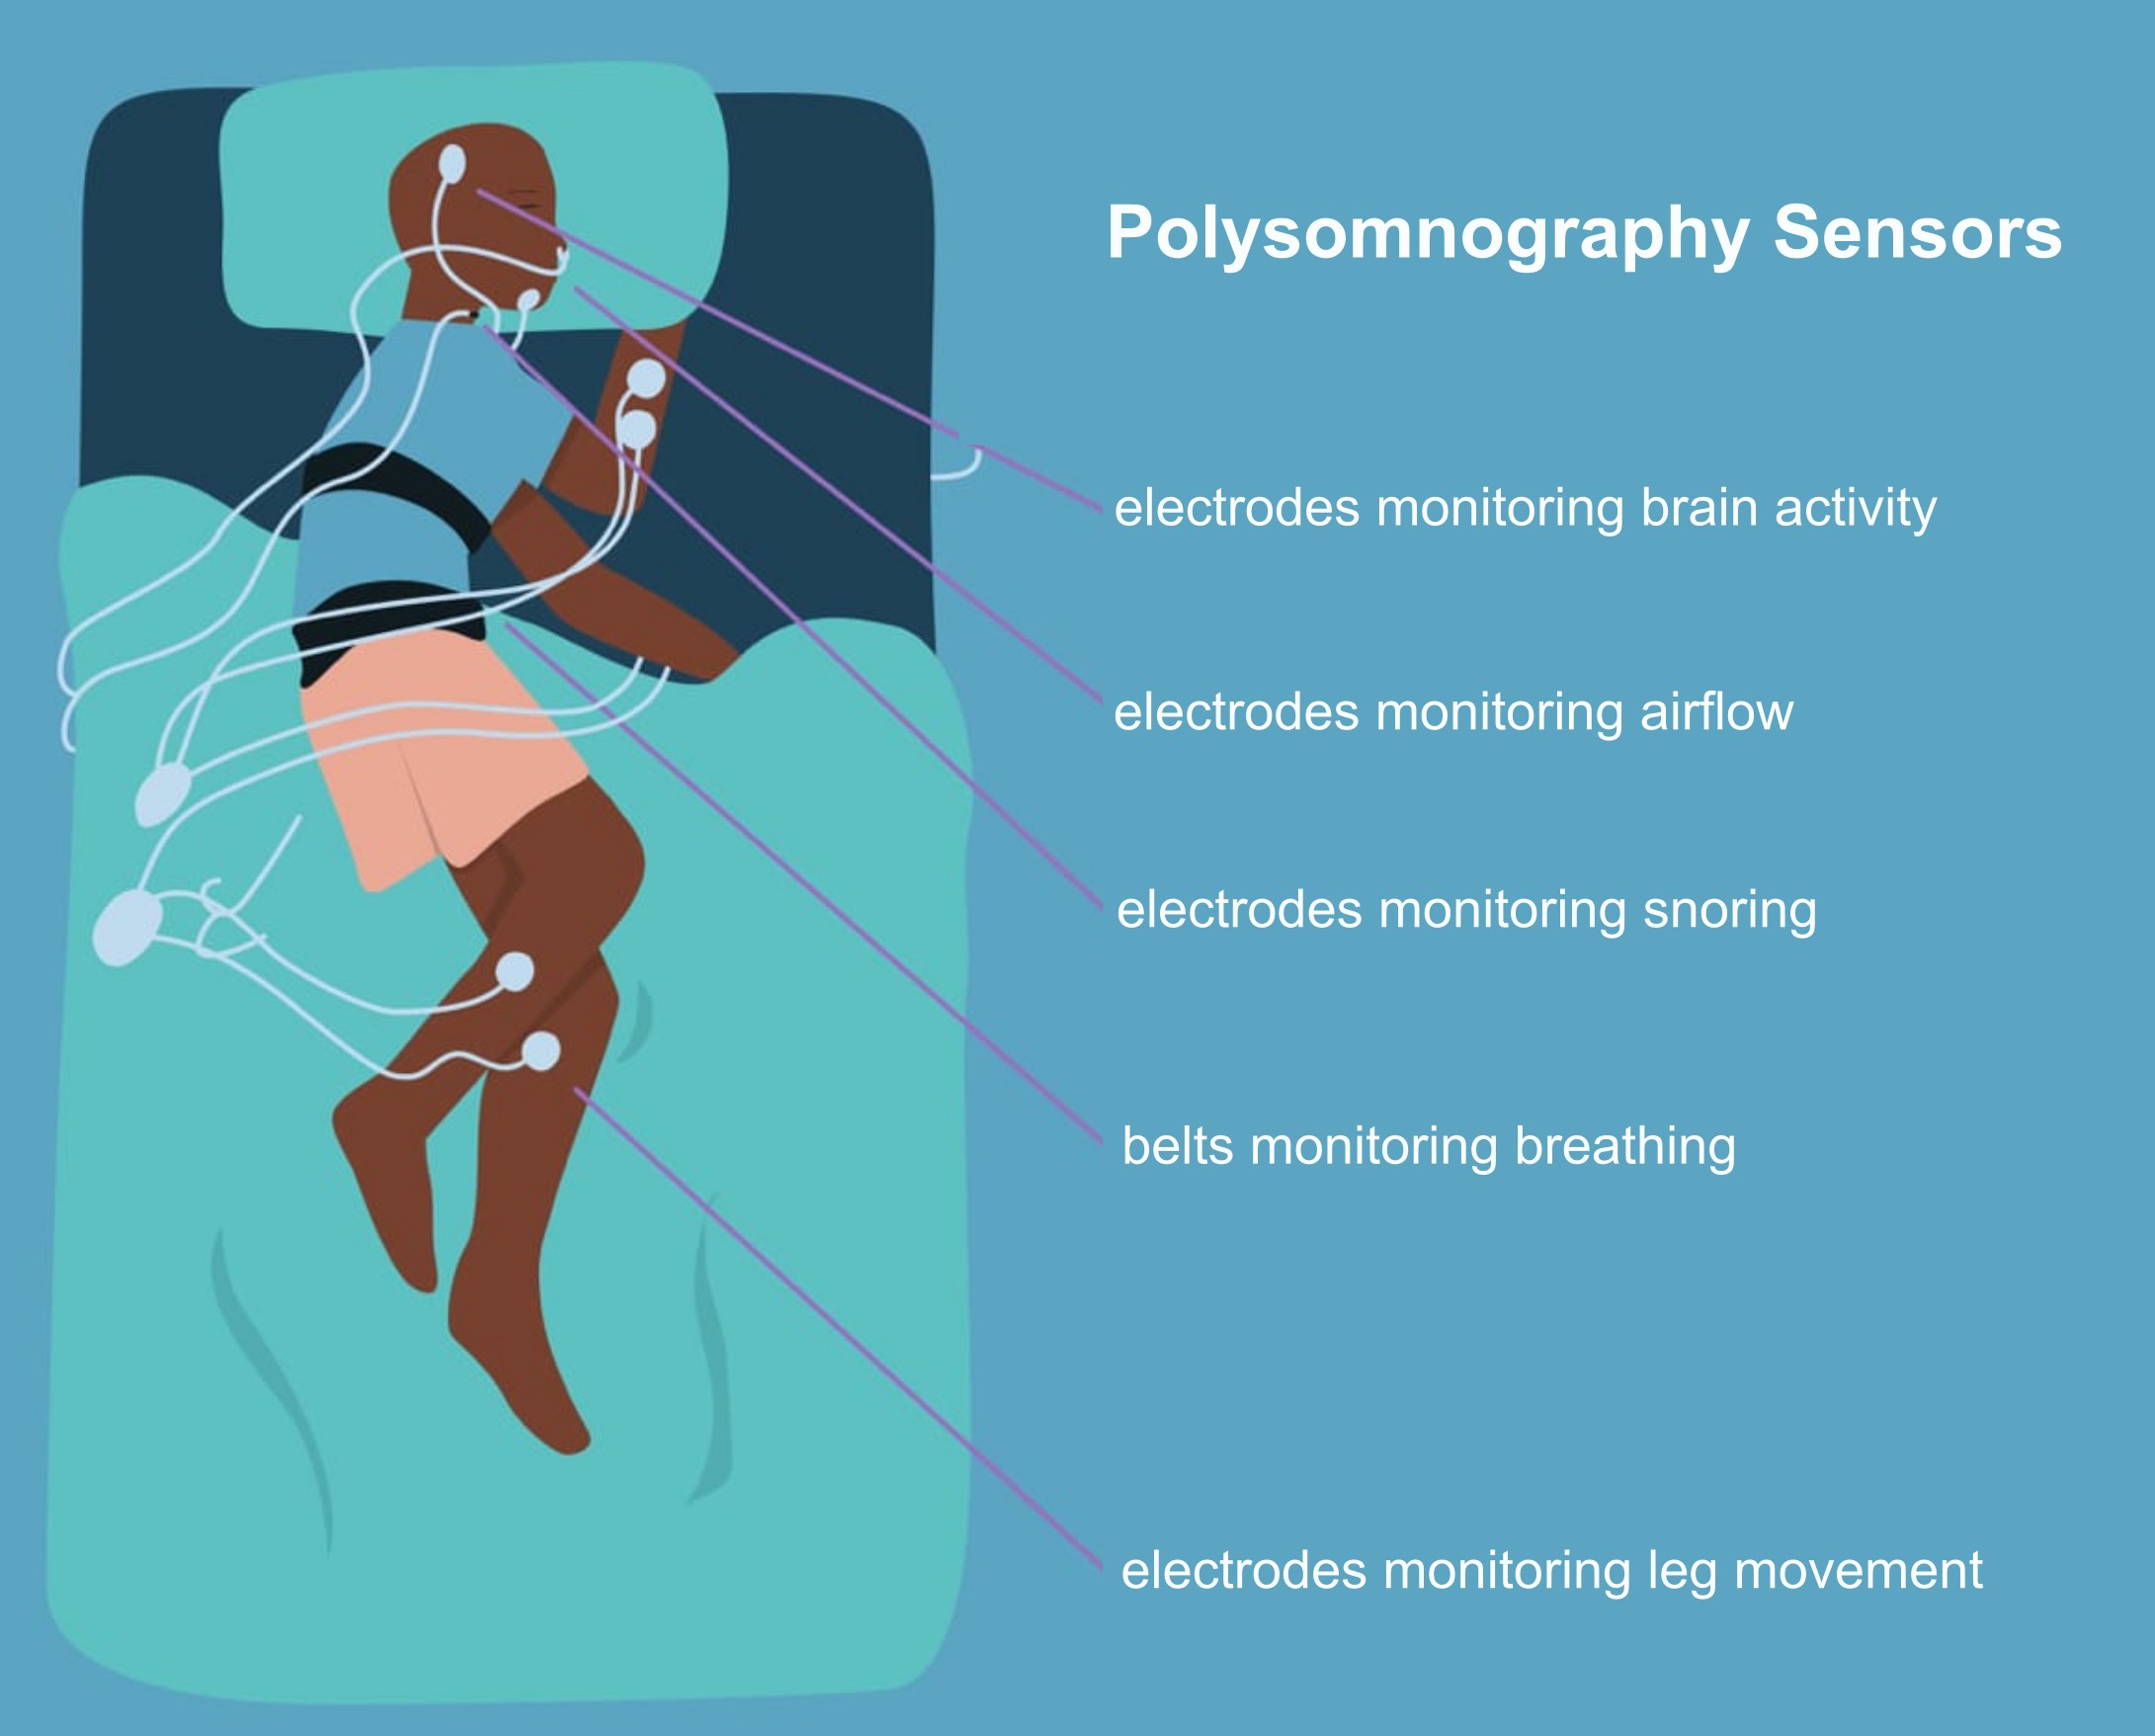 Polysomnography Sensors
electrodes monitoring brain activity
electrodes monitoring airflow
electrodes monitoring snoring
belts monitoring breathing
electrodes monitoring leg movement